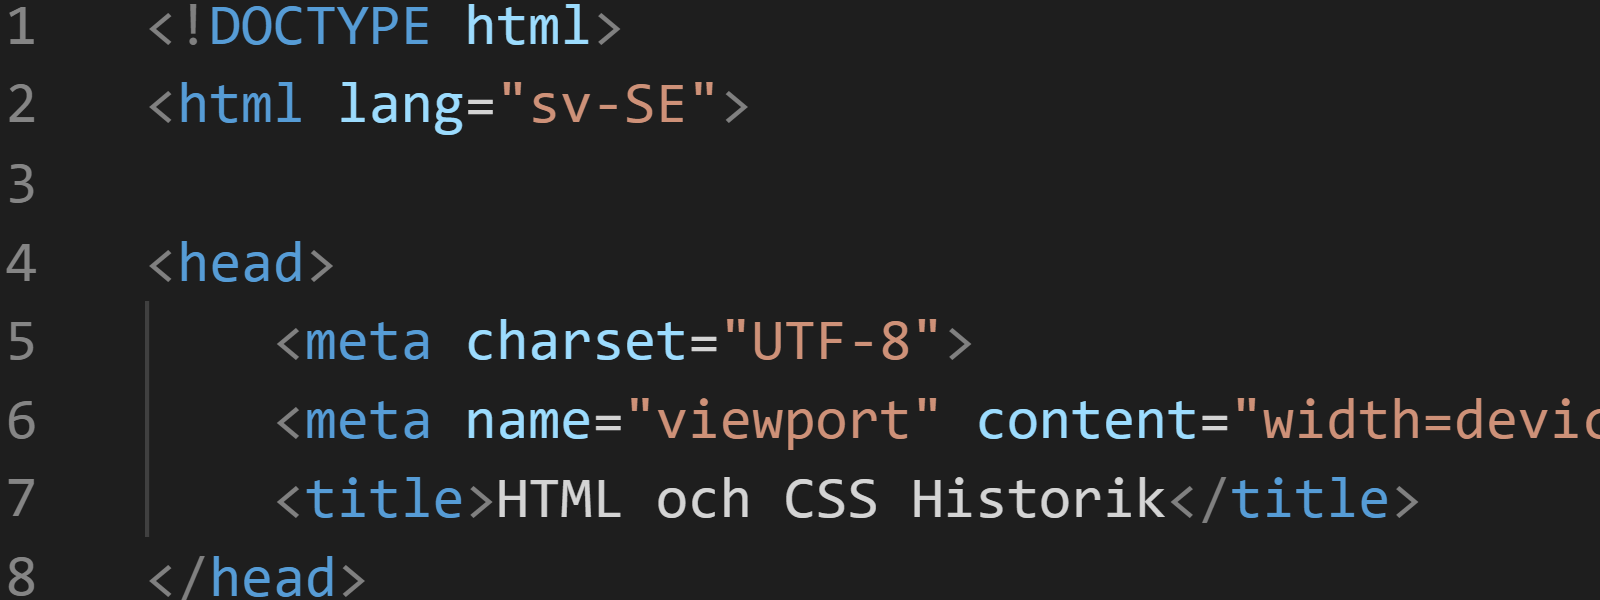 1 <!DOCTYPE html>
2 <html lang="sv-SE">
3
4 <head>
5 <meta charset="UTF-8">
6 <meta name="viewport" content="width=devic
7 <title>HTML och CSS Historik</title>
8 </head>